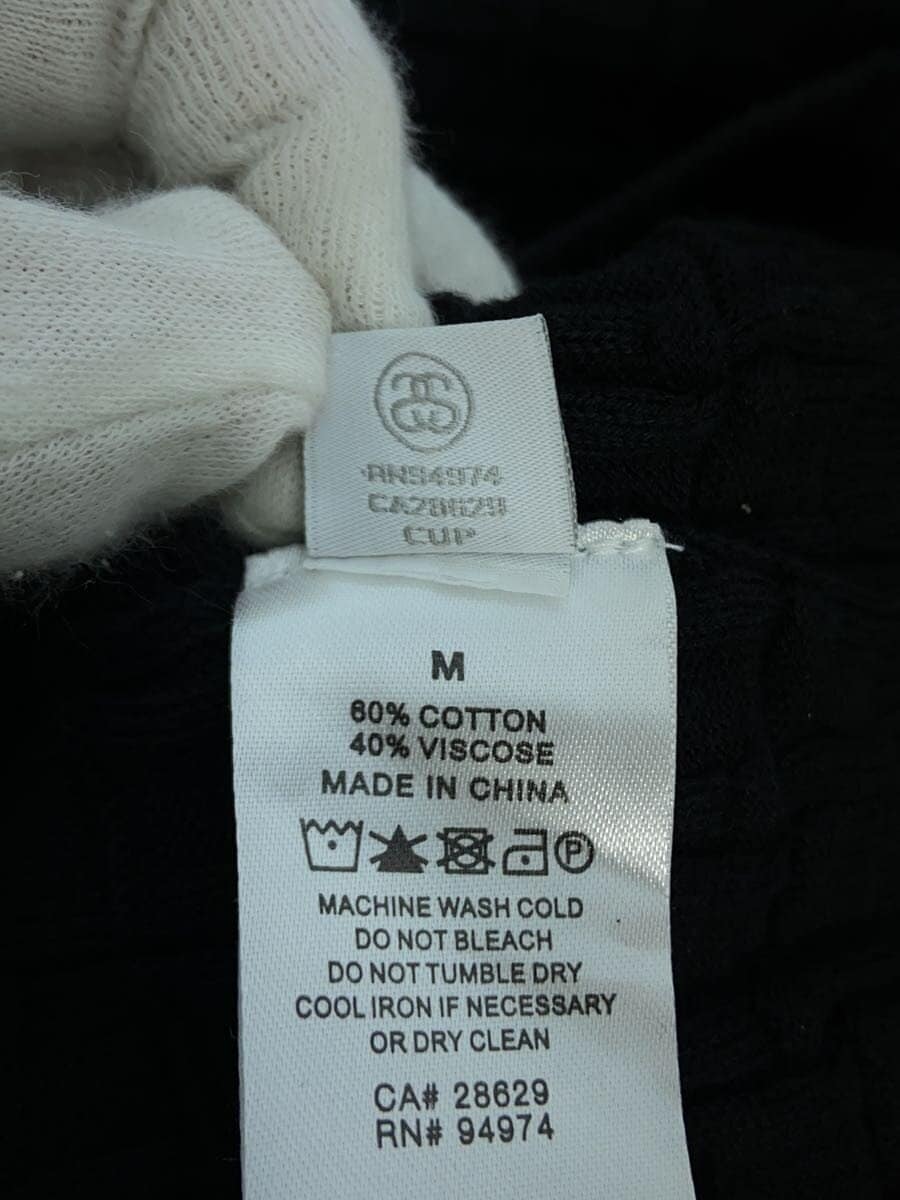 RN94974
CA28629
CUP
M
60% COTTON
40% VISCOSE
MADE IN CHINA
P
MACHINE WASH COLD
DO NOT BLEACH
DO NOT TUMBLE DRY
COOL IRON IF NECESSARY
OR DRY CLEAN
CA# 28629
RN# 94974